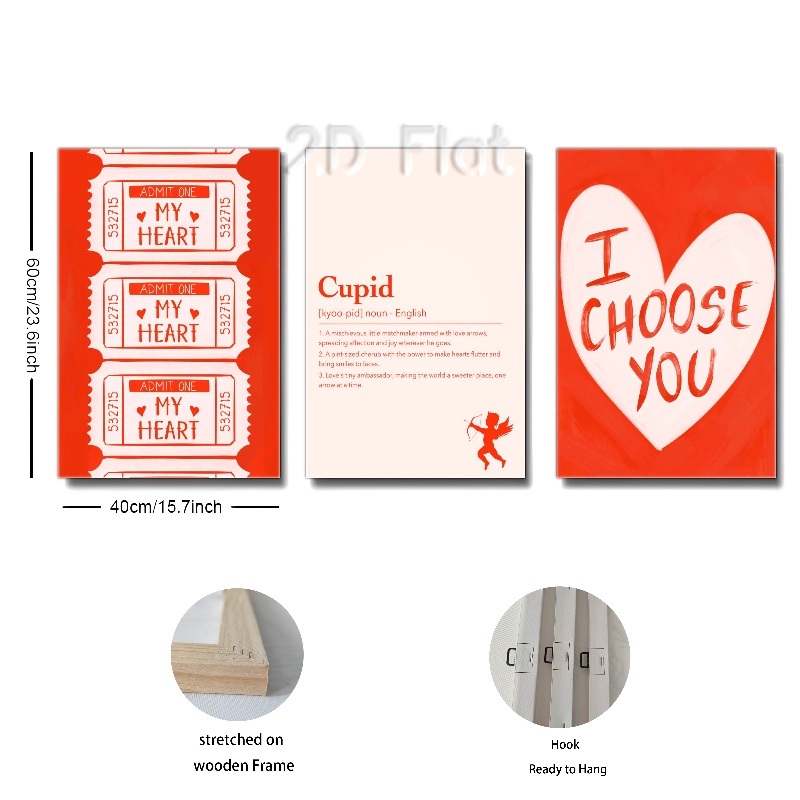 2D Flat
ADMIT ONE
MY
HEART
532715
532715
ADMIT ONE
MY
HEART
532715
532715
ADMIT ONE
MY
HEART
532715
532715
Cupid
[kyoo-pid] noun - English
1. A mischievous little matchmaker armed with love arrows,
spreading affection and joy wherever he goes.
2. A pint-sized cherub with the power to make hearts flutter and
bring smiles to faces.
3. Love's tiny ambassador, making the world a sweeter place, one
arrow at a time.
I
CHOOSE
YOU
60cm/23.6inch
40cm/15.7inch
stretched on
wooden Frame
Hook
Ready to Hang